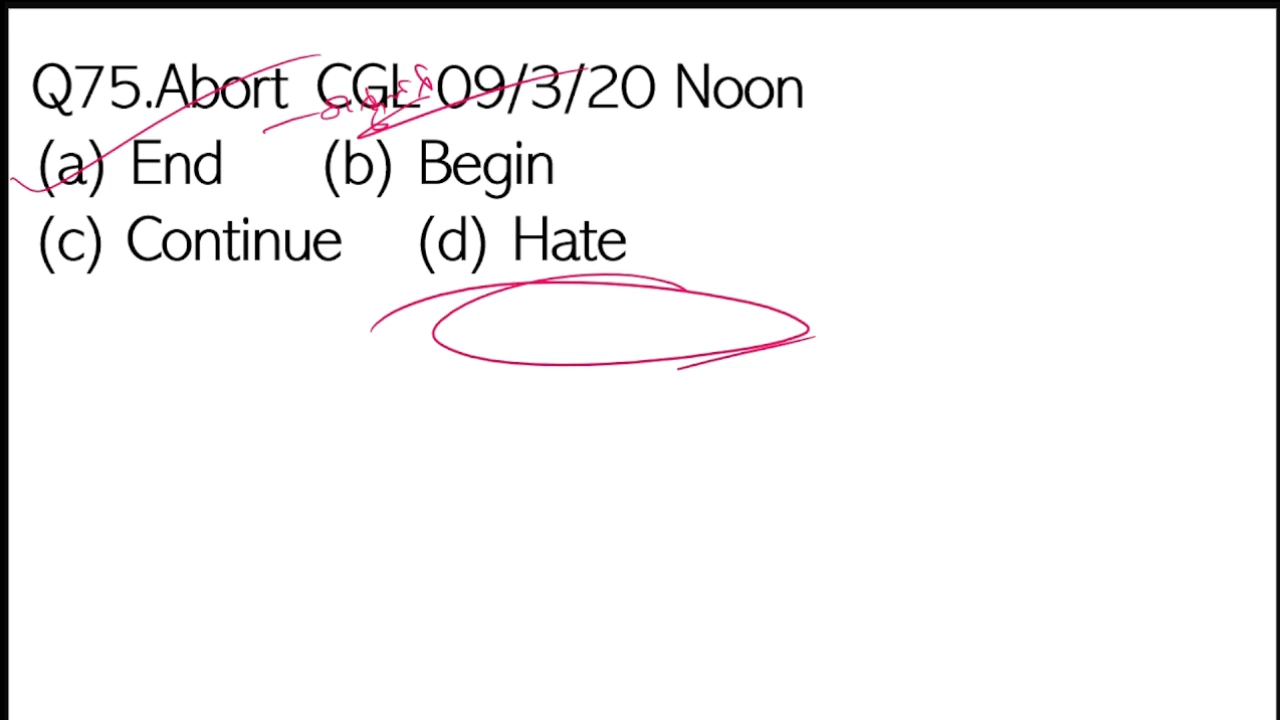 Q75.Abort CGL 09/3/20 Noon
(a) End (b) Begin
(c) Continue (d) Hate